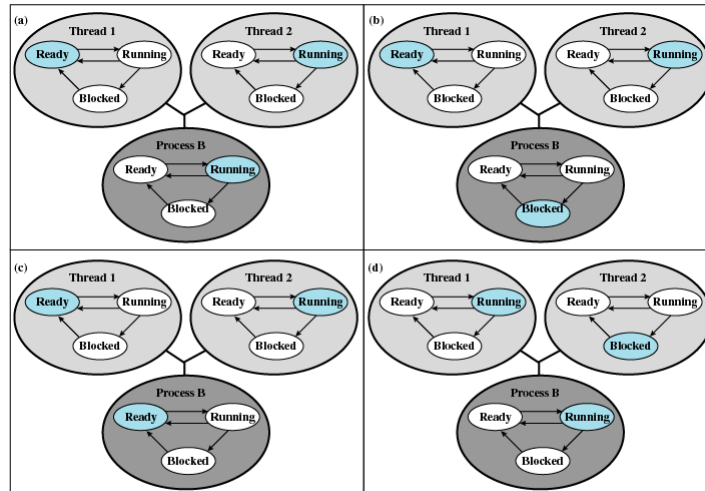 (a)
Thread 1
Ready
Running
Blocked
Thread 2
Ready
Running
Blocked
Process B
Ready
Running
Blocked
(b)
Thread 1
Ready
Running
Blocked
Thread 2
Ready
Running
Blocked
Process B
Ready
Running
Blocked
(c)
Thread 1
Ready
Running
Blocked
Thread 2
Ready
Running
Blocked
Process B
Ready
Running
Blocked
(d)
Thread 1
Ready
Running
Blocked
Thread 2
Ready
Running
Blocked
Process B
Ready
Running
Blocked